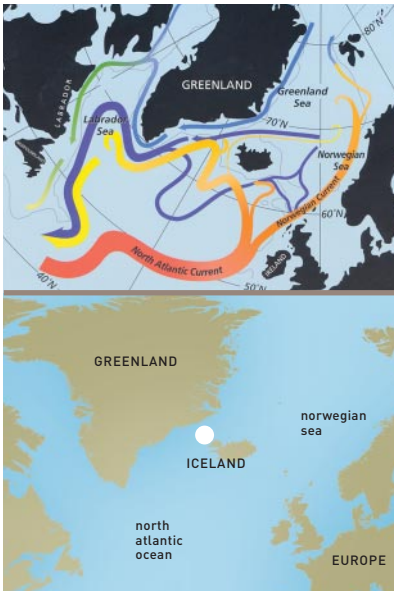 80°N
GREENLAND
Greenland
Sea
LABRADOR
70°N
Labrador
Sea
Norwegian
Sea
Norwegian Current
60°N
IRELAND
North Atlantic Current
50°N
40°N
GREENLAND
norwegian
sea
ICELAND
north
atlantic
ocean
EUROPE